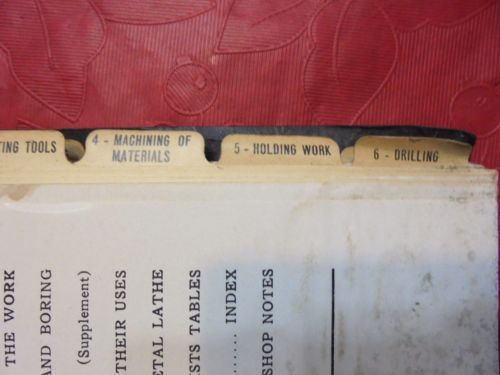 TING TOOLS
4 - MACHINING OF
MATERIALS
5 - HOLDING WORK
6 - DRILLING
THE WORK
AND BORING
(Supplement)
THEIR USES
ETAL LATHE
ISTS TABLES
....... INDEX
SHOP NOTES